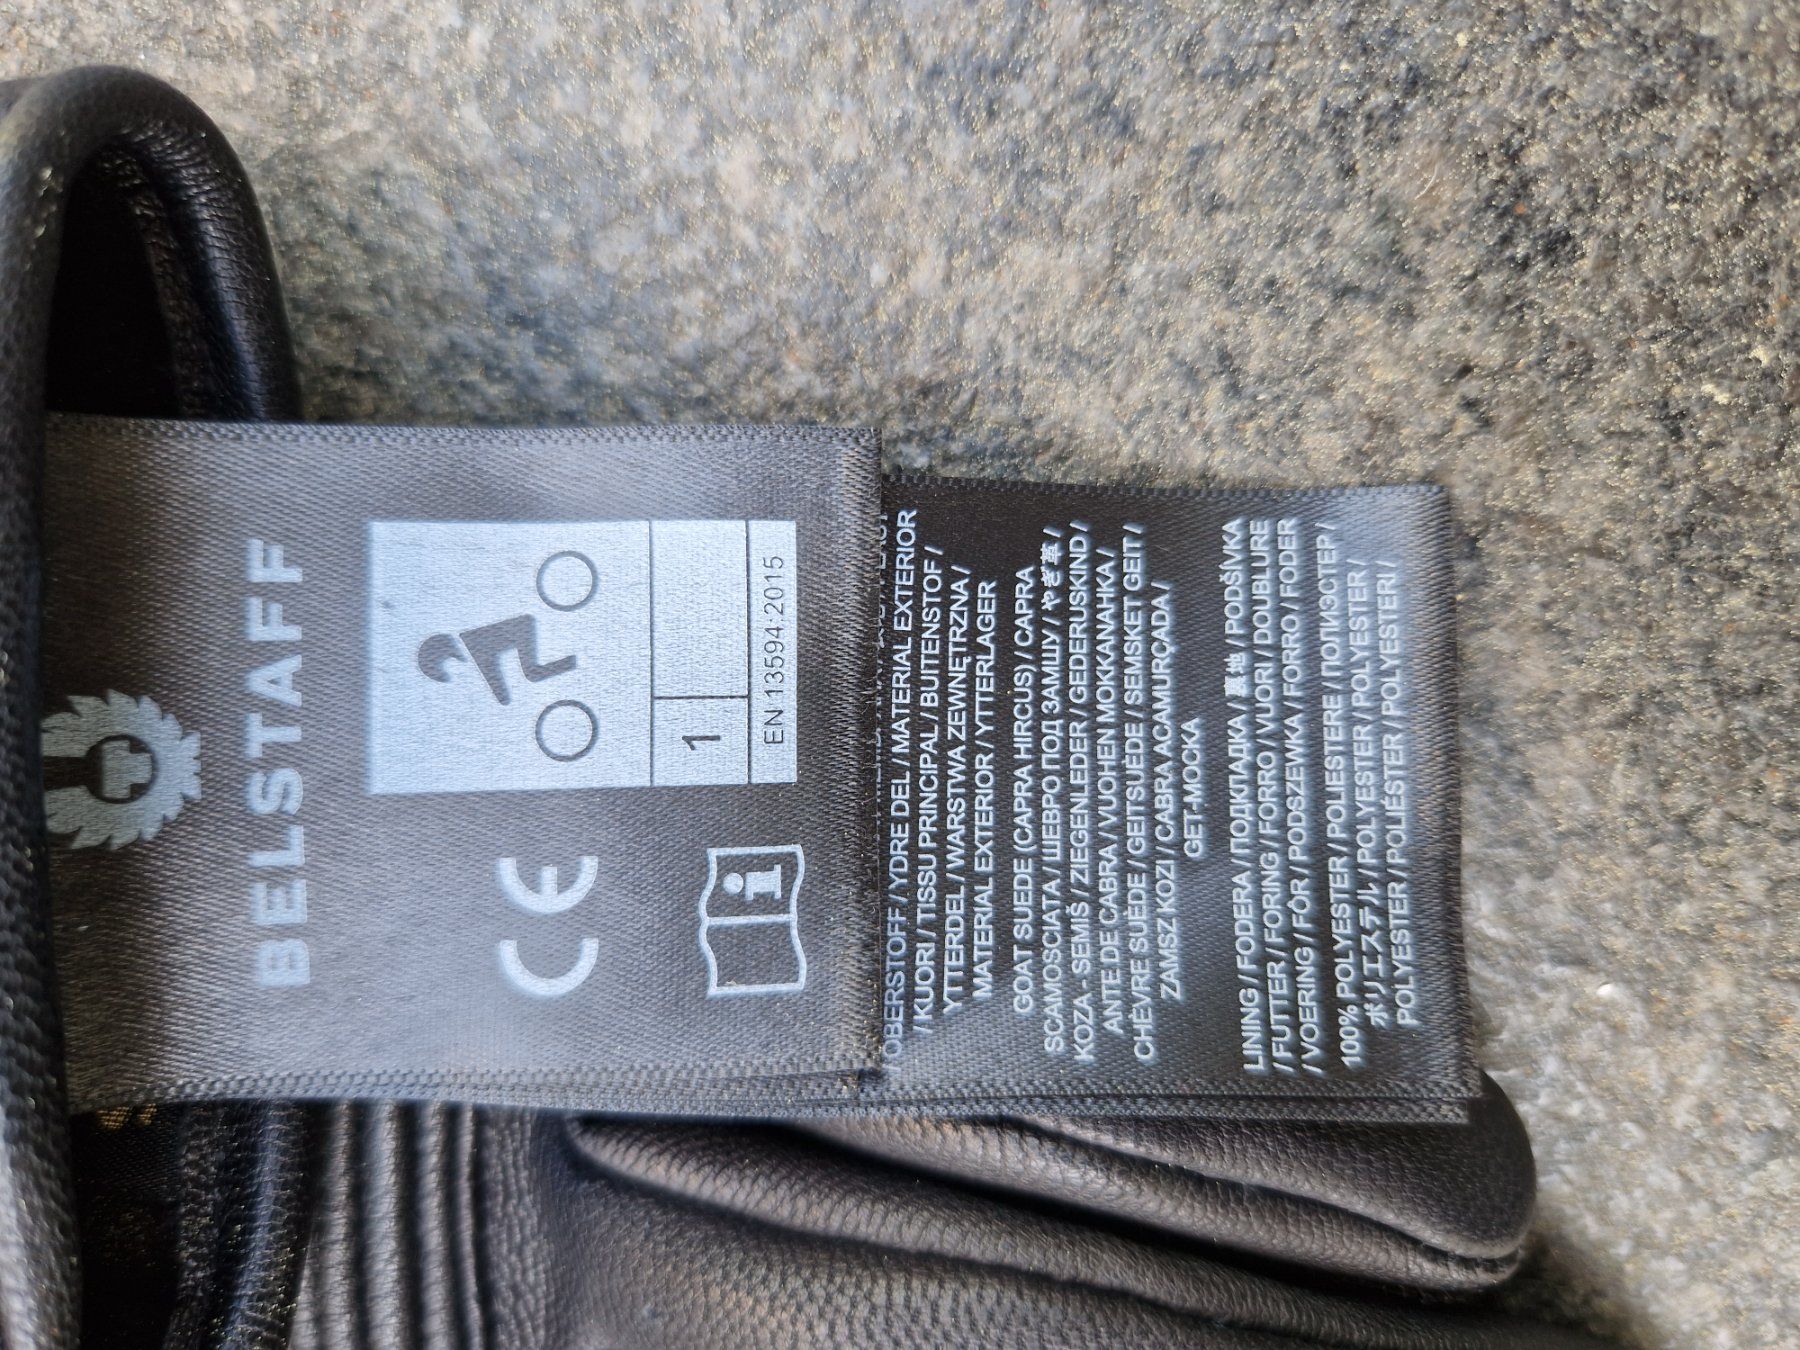 BELSTAFF
1
EN 13594:2015
CE
i
OBERSTOFF / YDRE DEL / MATERIAL EXTERIOR
/ KUORI / TISSU PRINCIPAL / BUITENSTOF /
YTTERDEL / WARSTWA ZEWNĘTRZNA /
MATERIAL EXTERIOR / YTTERLAGER
GOAT SUEDE (CAPRA HIRCUS) / CAPRA
SCAMOSCIATA / ШЕВРО ПОД ЗАМШУ / やぎ革 /
KOZA - SEMIŠ / ZIEGENLEDER / GEDERUSKIND /
ANTE DE CABRA / VUOHEN MOKKANAHKA /
CHÈVRE SUÈDE / GEITSUÈDE / SEMSKET GEIT /
ZAMISZ KOZI / CABRA ACAMURÇADA /
GET-MOCKA
LINING / FODERA / ПОДКЛАДКА / 裏地 / PODŠÍVKA
/ FUTTER / FORING / FORRO / VUORI / DOUBLURE
/ VOERING / FÔR / PODSZEWKA / FORRO / FODER
100% POLYESTER / POLIESTERE / ПОЛИЭСТЕР /
ポリエステル / POLYESTER / POLYESTER /
POLYESTER / POLIÉSTER / POLYESTERI /